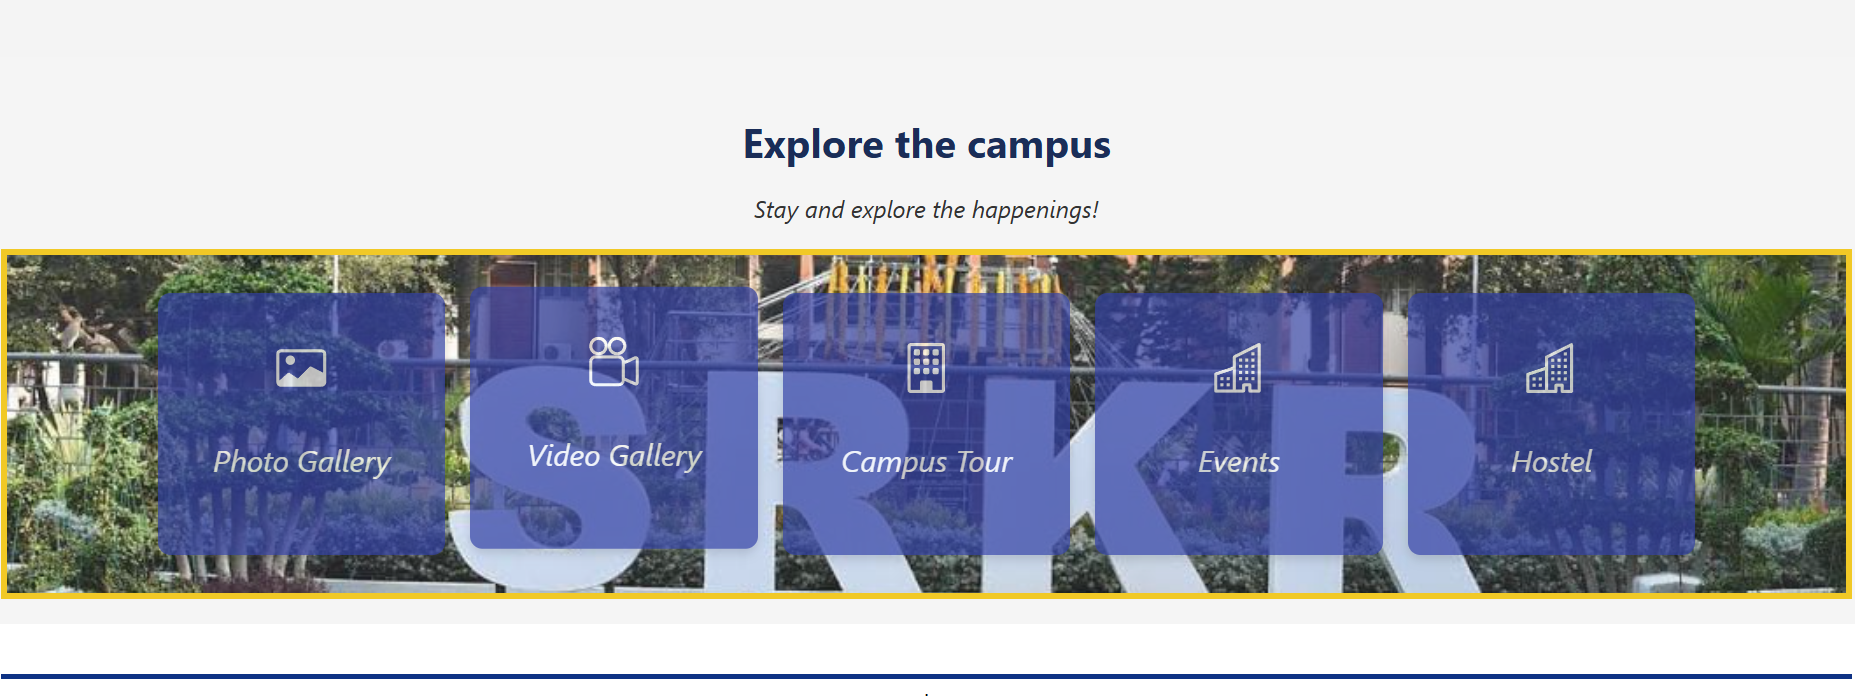 Explore the campus
Stay and explore the happenings!
SRKR
Photo Gallery
Video Gallery
Campus Tour
Events
Hostel